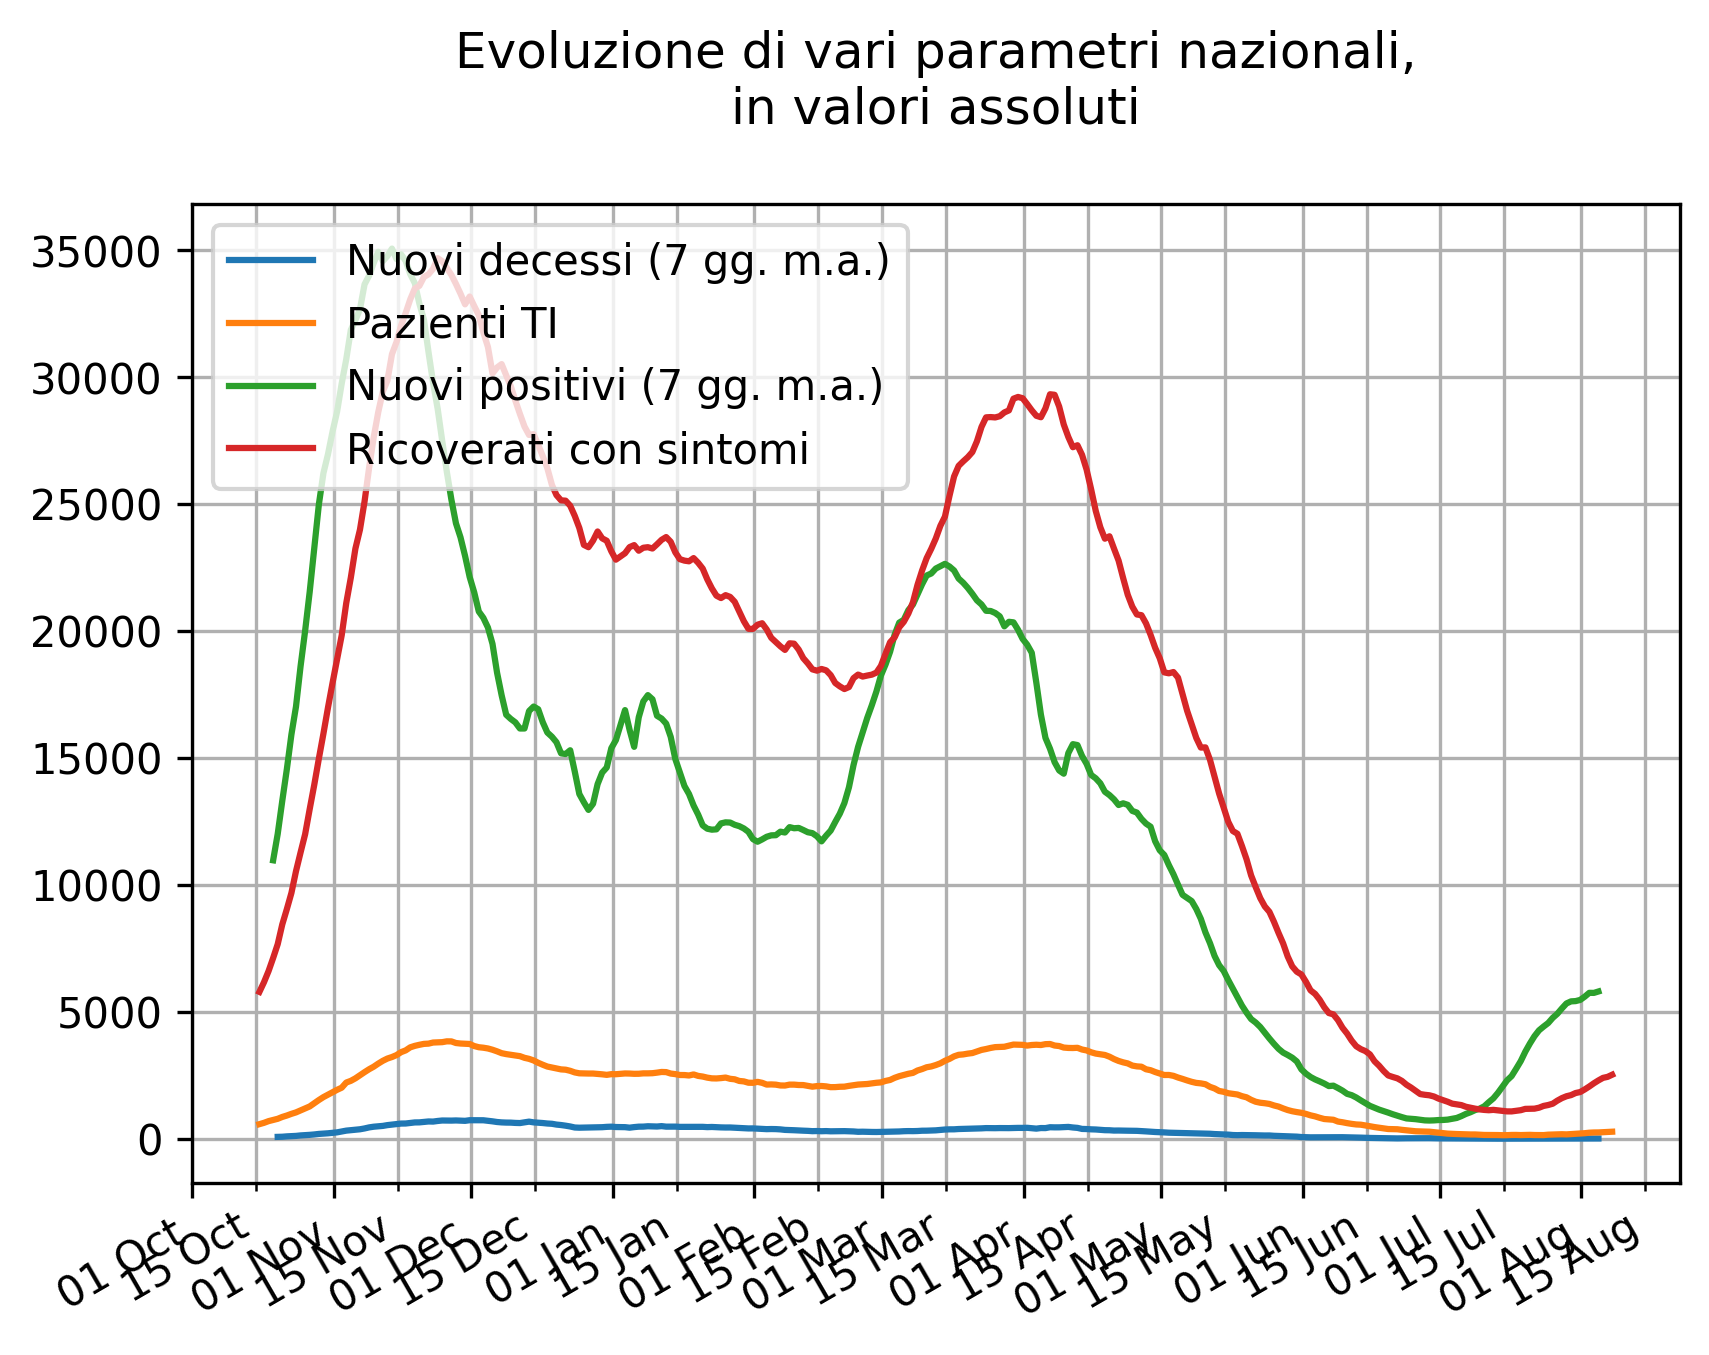 Evoluzione di vari parametri nazionali,
in valori assoluti
35000
30000
25000
20000
15000
10000
5000
0
Nuovi decessi (7 gg. m.a.)
Pazienti TI
Nuovi positivi (7 gg. m.a.)
Ricoverati con sintomi
01 Oct
15 Oct
01 Nov
15 Nov
01 Dec
15 Dec
01 Jan
15 Jan
01 Feb
15 Feb
01 Mar
15 Mar
01 Apr
15 Apr
01 May
15 May
01 Jun
15 Jun
01 Jul
15 Jul
01 Aug
15 Aug